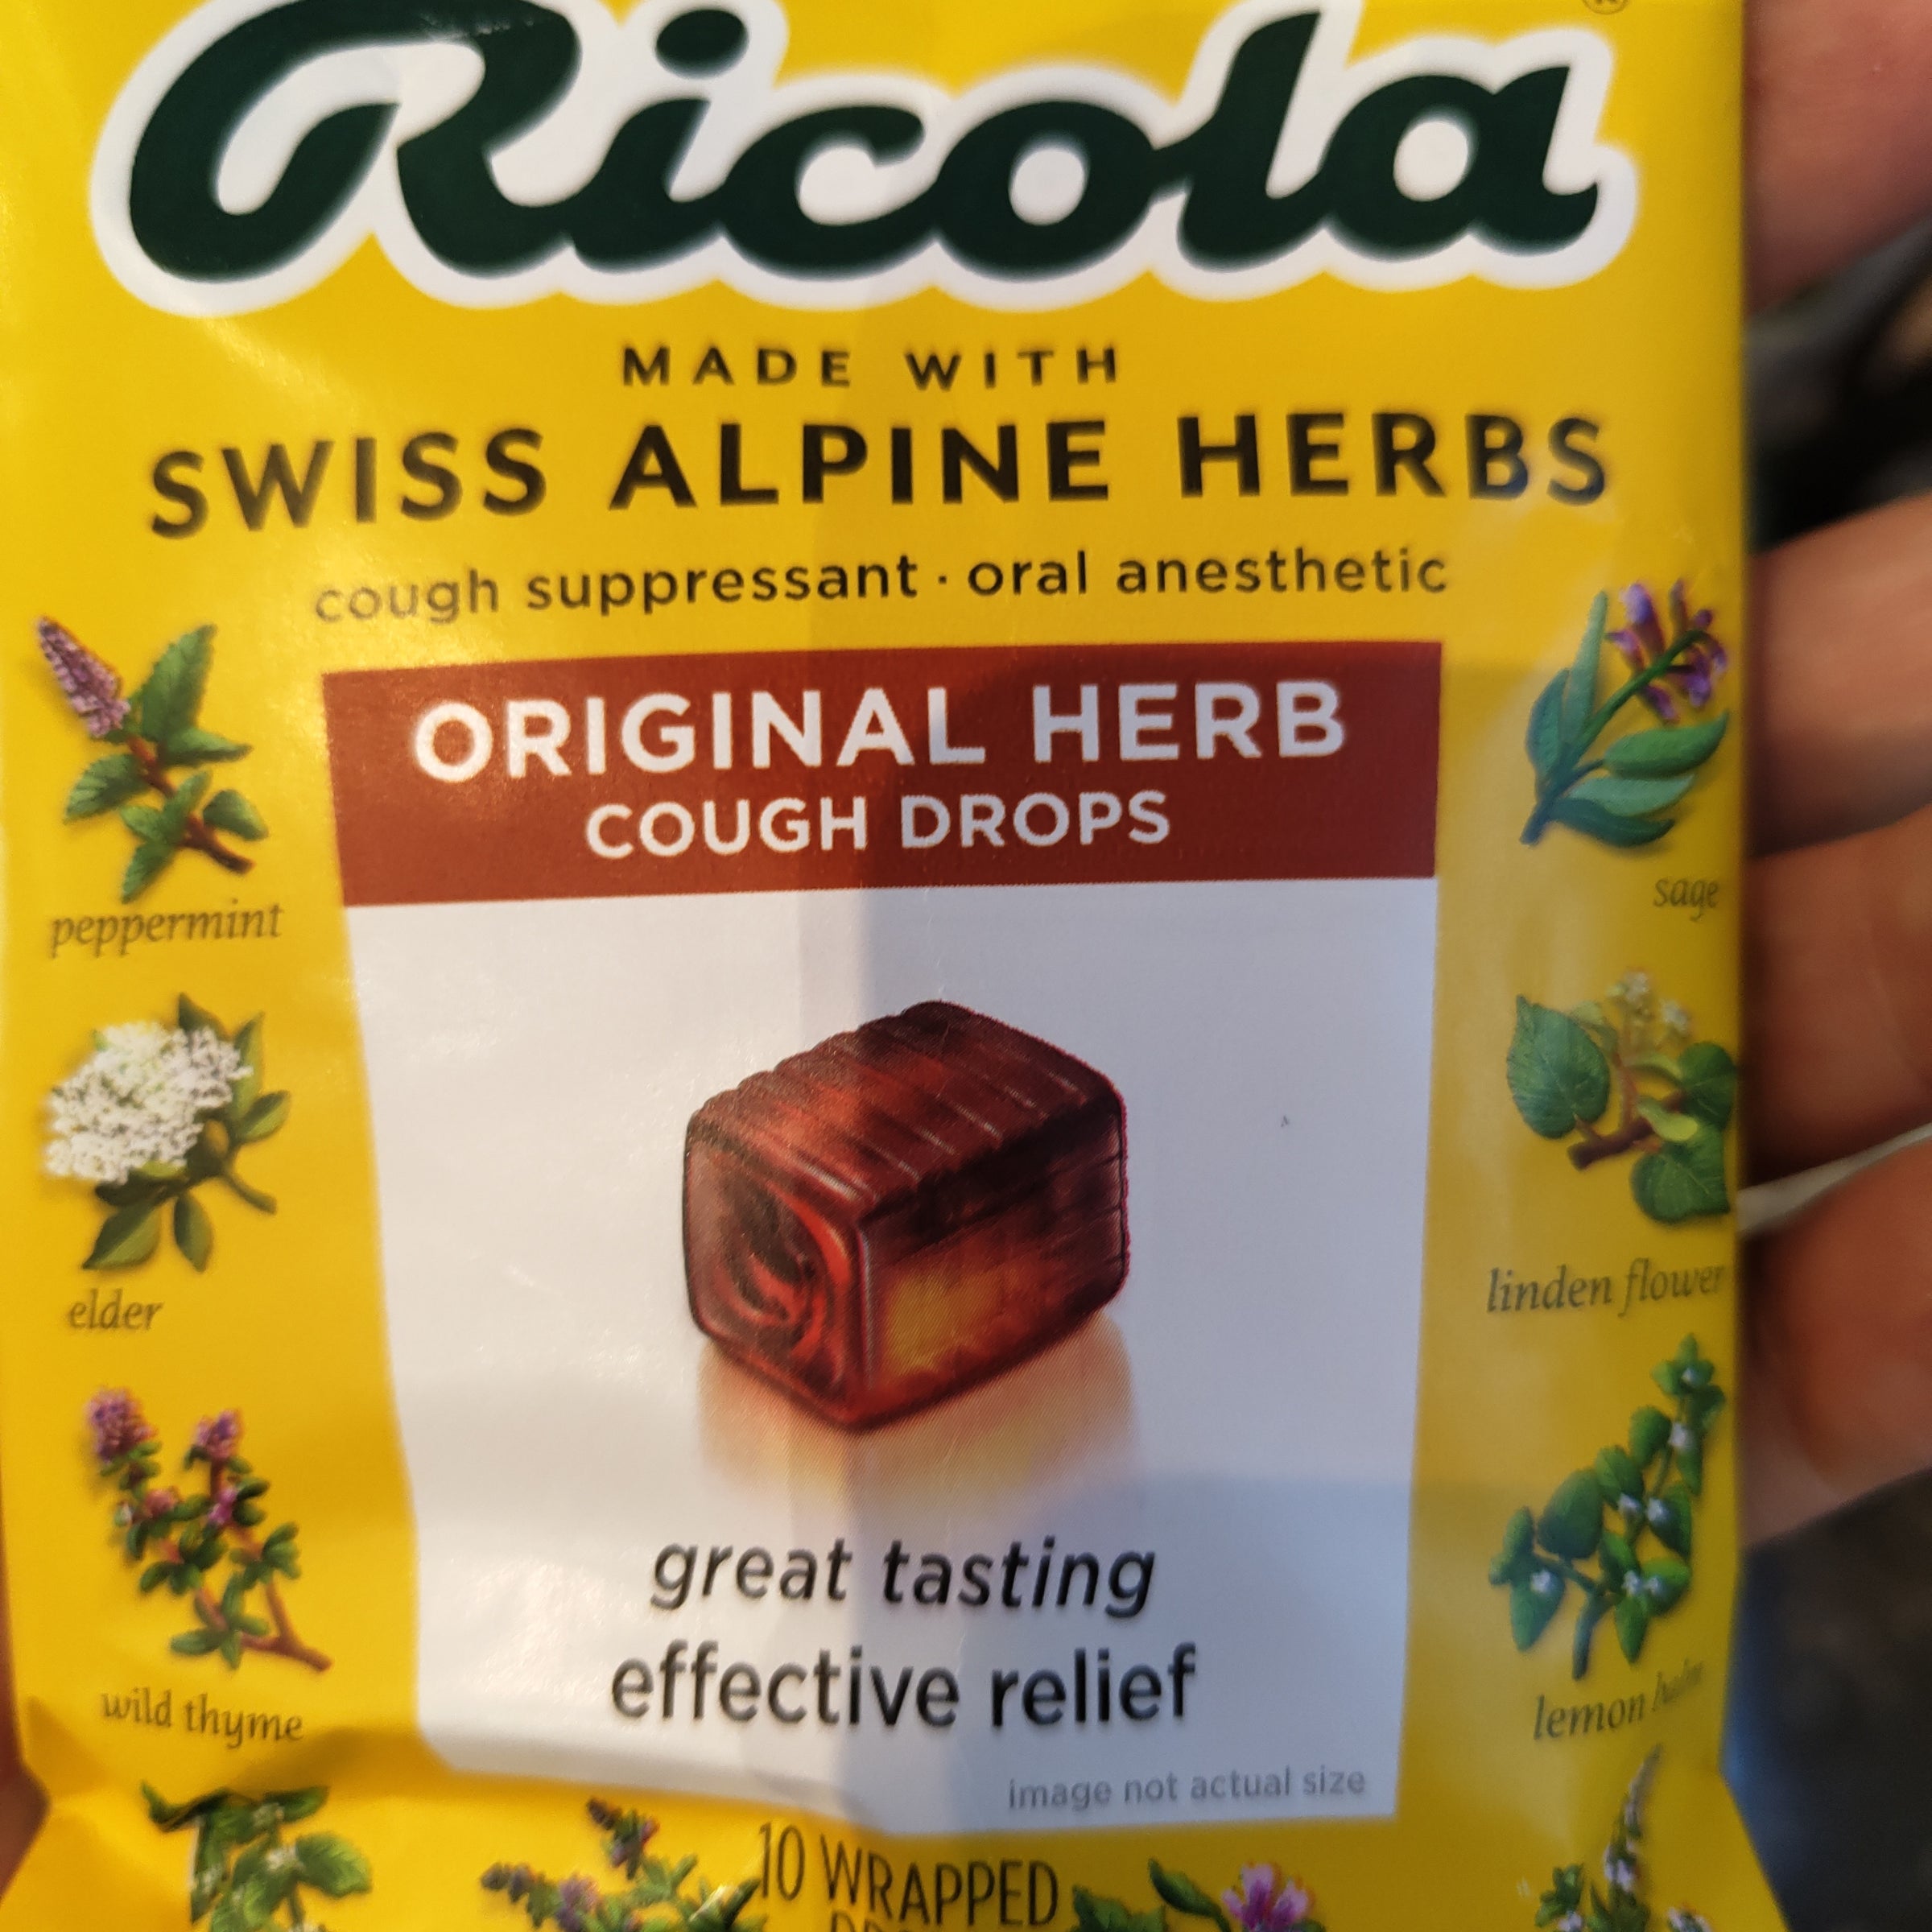 Ricola
MADE WITH
SWISS ALPINE HERBS
cough suppressant · oral anesthetic
ORIGINAL HERB
COUGH DROPS
peppermint
sage
elder
linden flower
great tasting
effective relief
wild thyme
lemon balm
image not actual size
10 WRAPPED